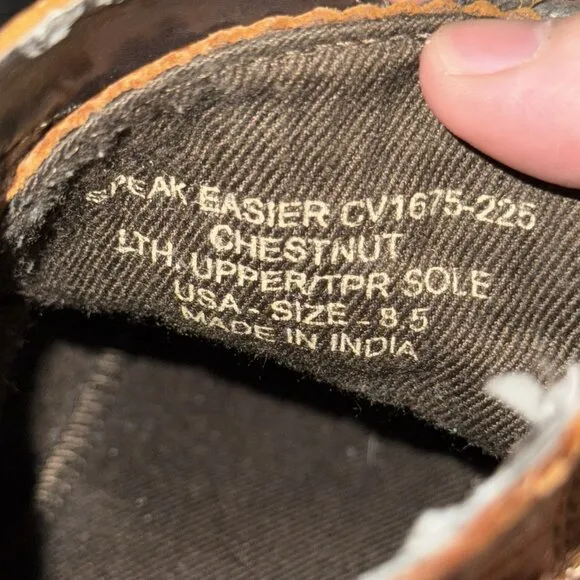 SPEAK EASIER CV1675-225
CHESTNUT
LTH. UPPER/TPR SOLE
USA - SIZE - 8.5
MADE IN INDIA